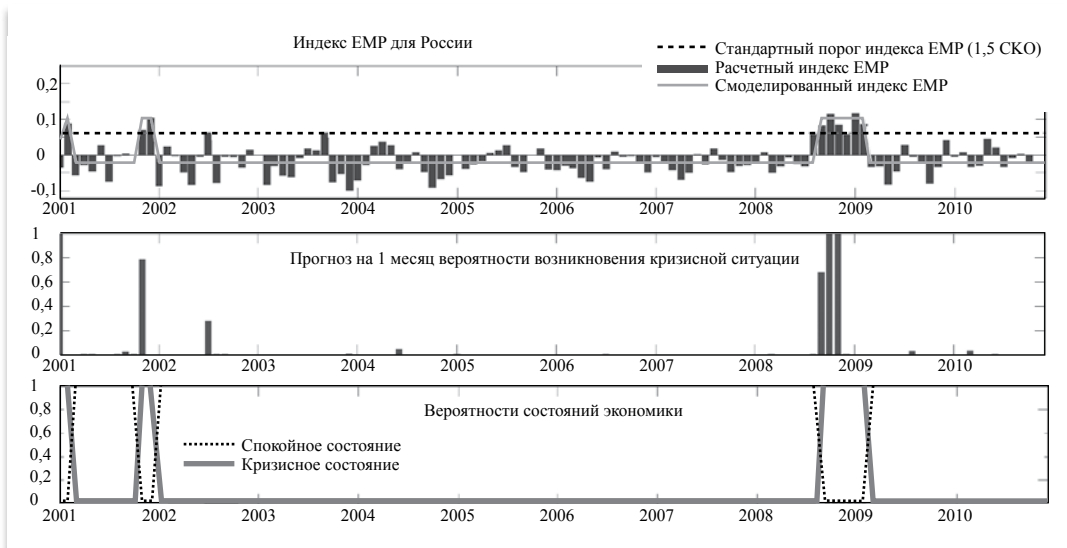 Индекс EMP для России
Стандартный порог индекса EMP (1,5 СКО)
Расчетный индекс EMP
Смоделированный индекс EMP
0,2
0,1
0
-0,1
2001 2002 2003 2004 2005 2006 2007 2008 2009 2010
Прогноз на 1 месяц вероятности возникновения кризисной ситуации
1
0,8
0,6
0,4
0,2
0
2001 2002 2003 2004 2005 2006 2007 2008 2009 2010
Вероятности состояний экономики
1
0,8
0,6
0,4
0,2
0
Спокойное состояние
Кризисное состояние
2001 2002 2003 2004 2005 2006 2007 2008 2009 2010